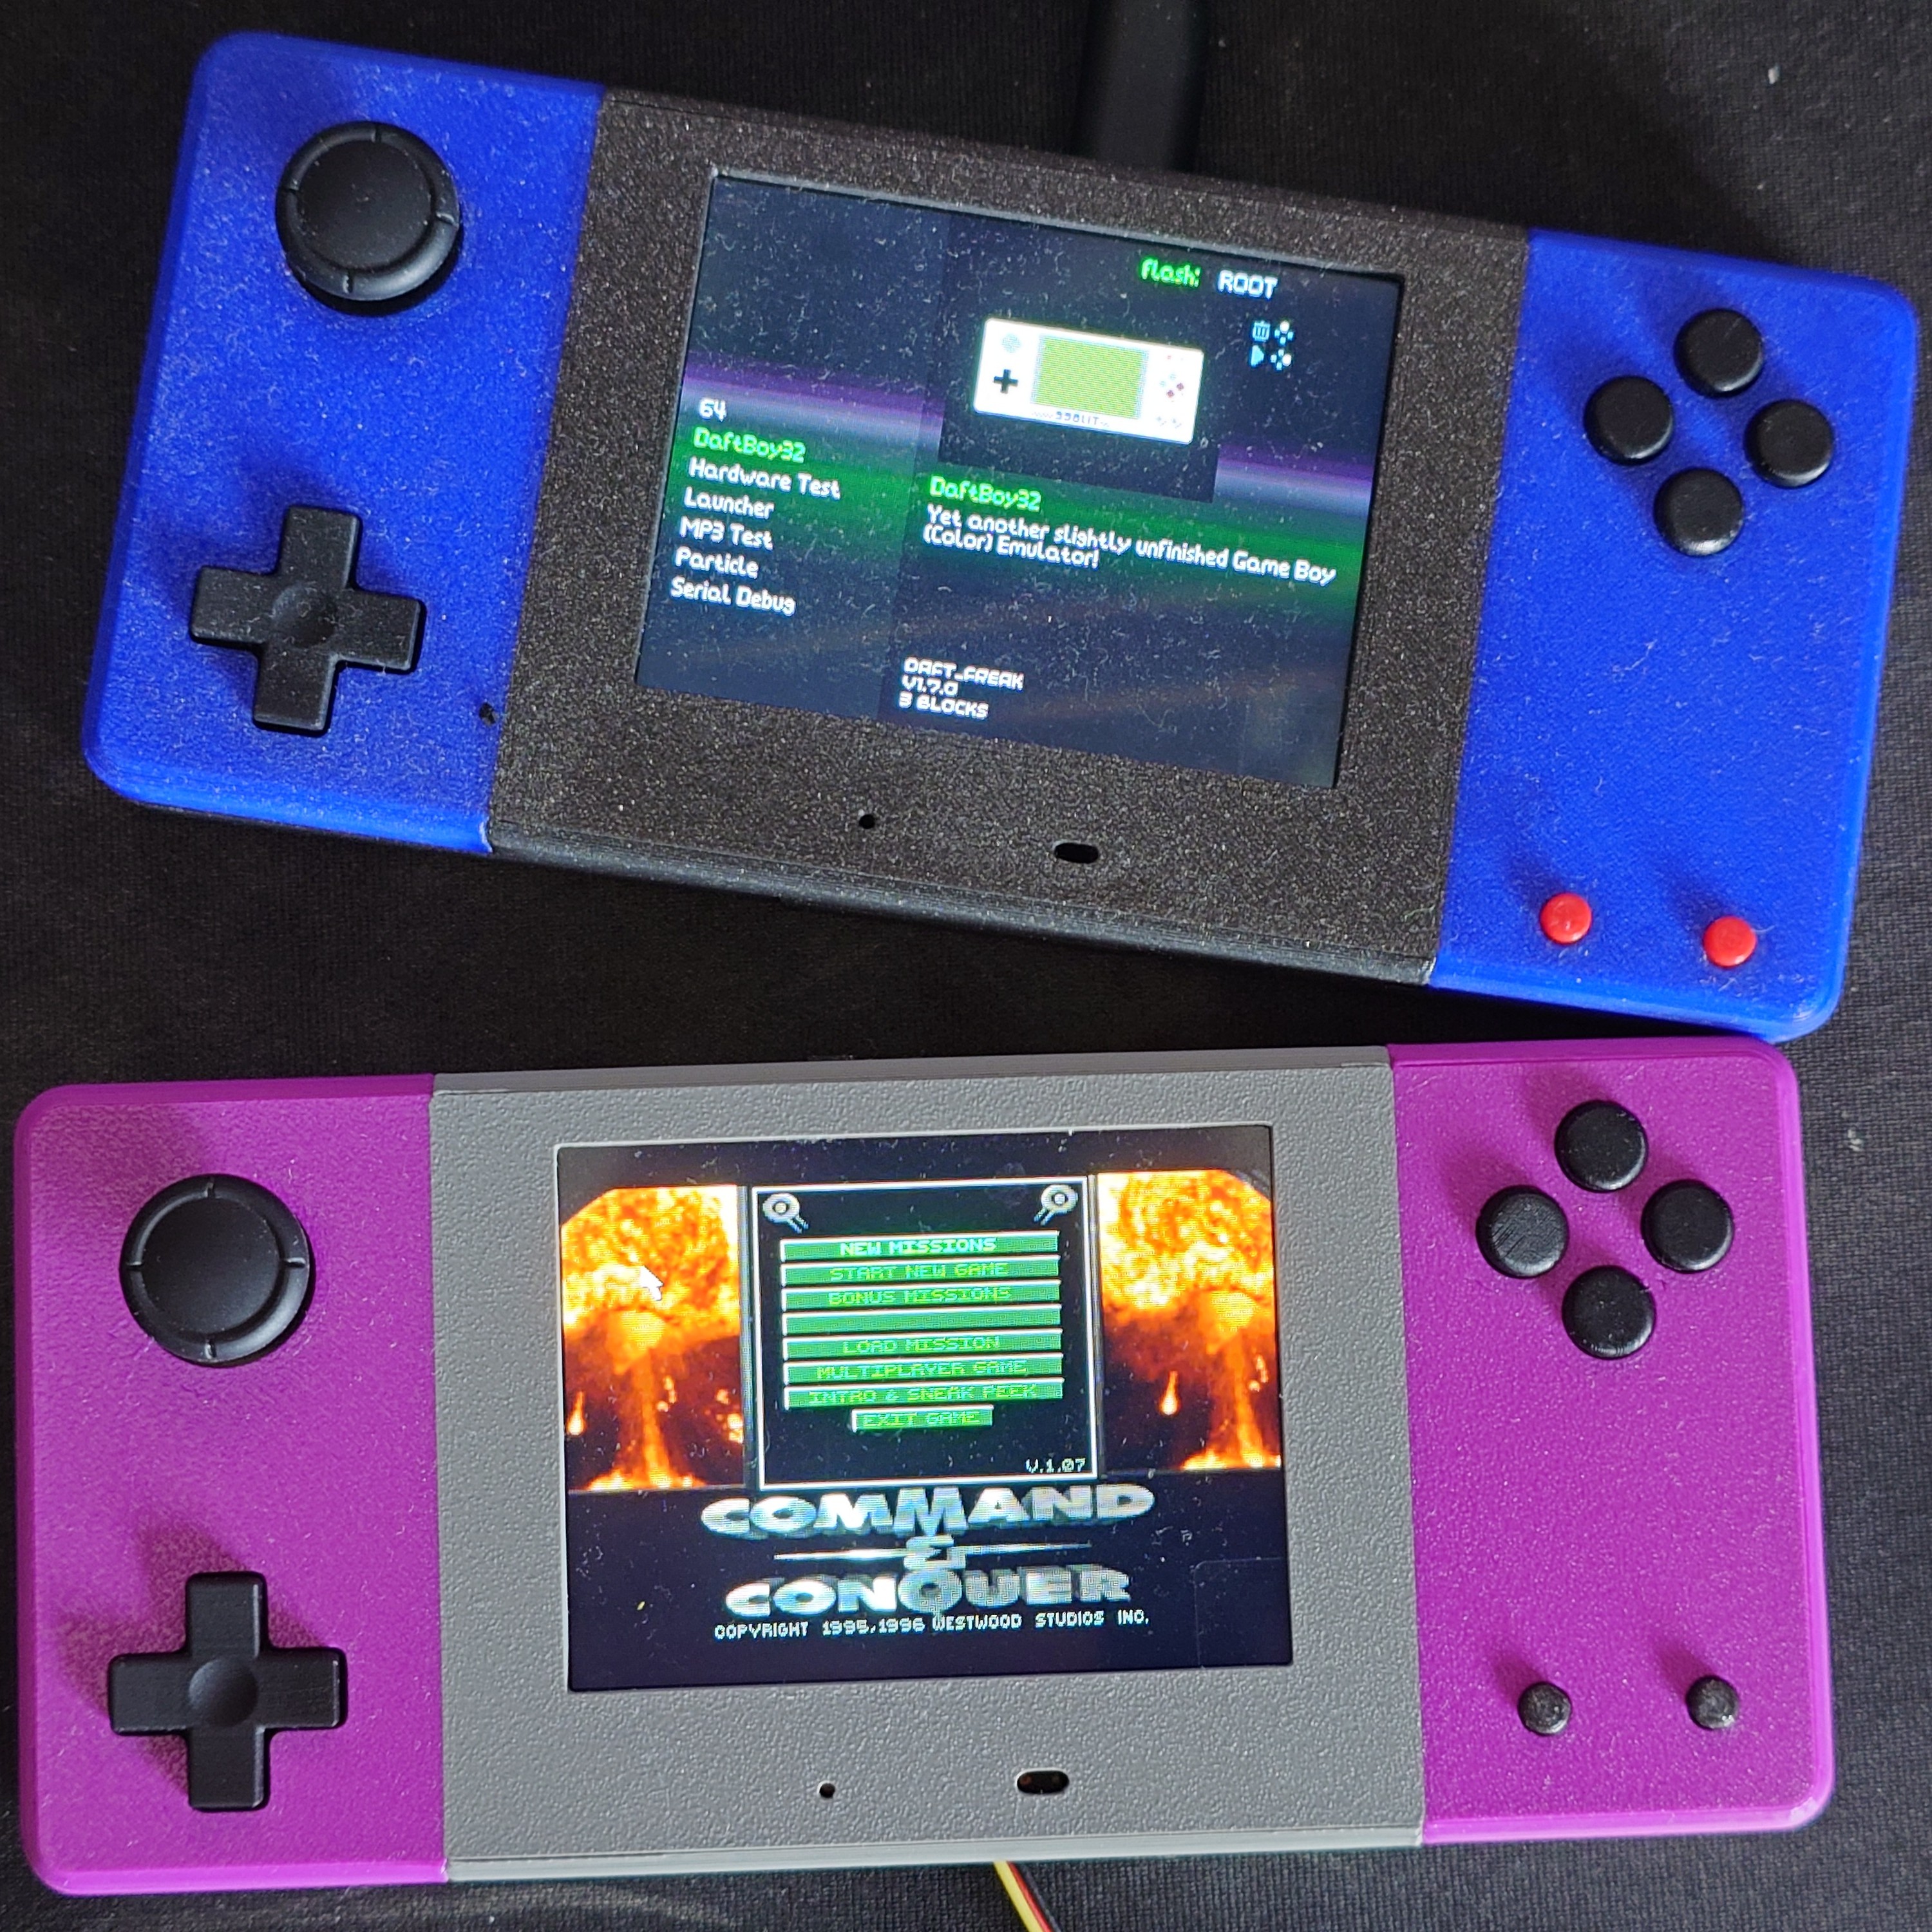 flash: ROOT
64
DaftBoy32
Hardware Test
Launcher
MP3 Test
Particle
Serial Debug
DaftBoy32
Yet another slightly unfinished Game Boy
(Color) Emulator!
DAFT_FREAK
V1.7.0
3 BLOCKS
NEW MISSIONS
START NEW GAME
BONUS MISSIONS
LOAD MISSION
MULTIPLAYER GAME
INTRO & SNEAK PEEK
EXIT GAME
V.1.07
COMMAND
&
CONQUER
COPYRIGHT 1995,1996 WESTWOOD STUDIOS INC.